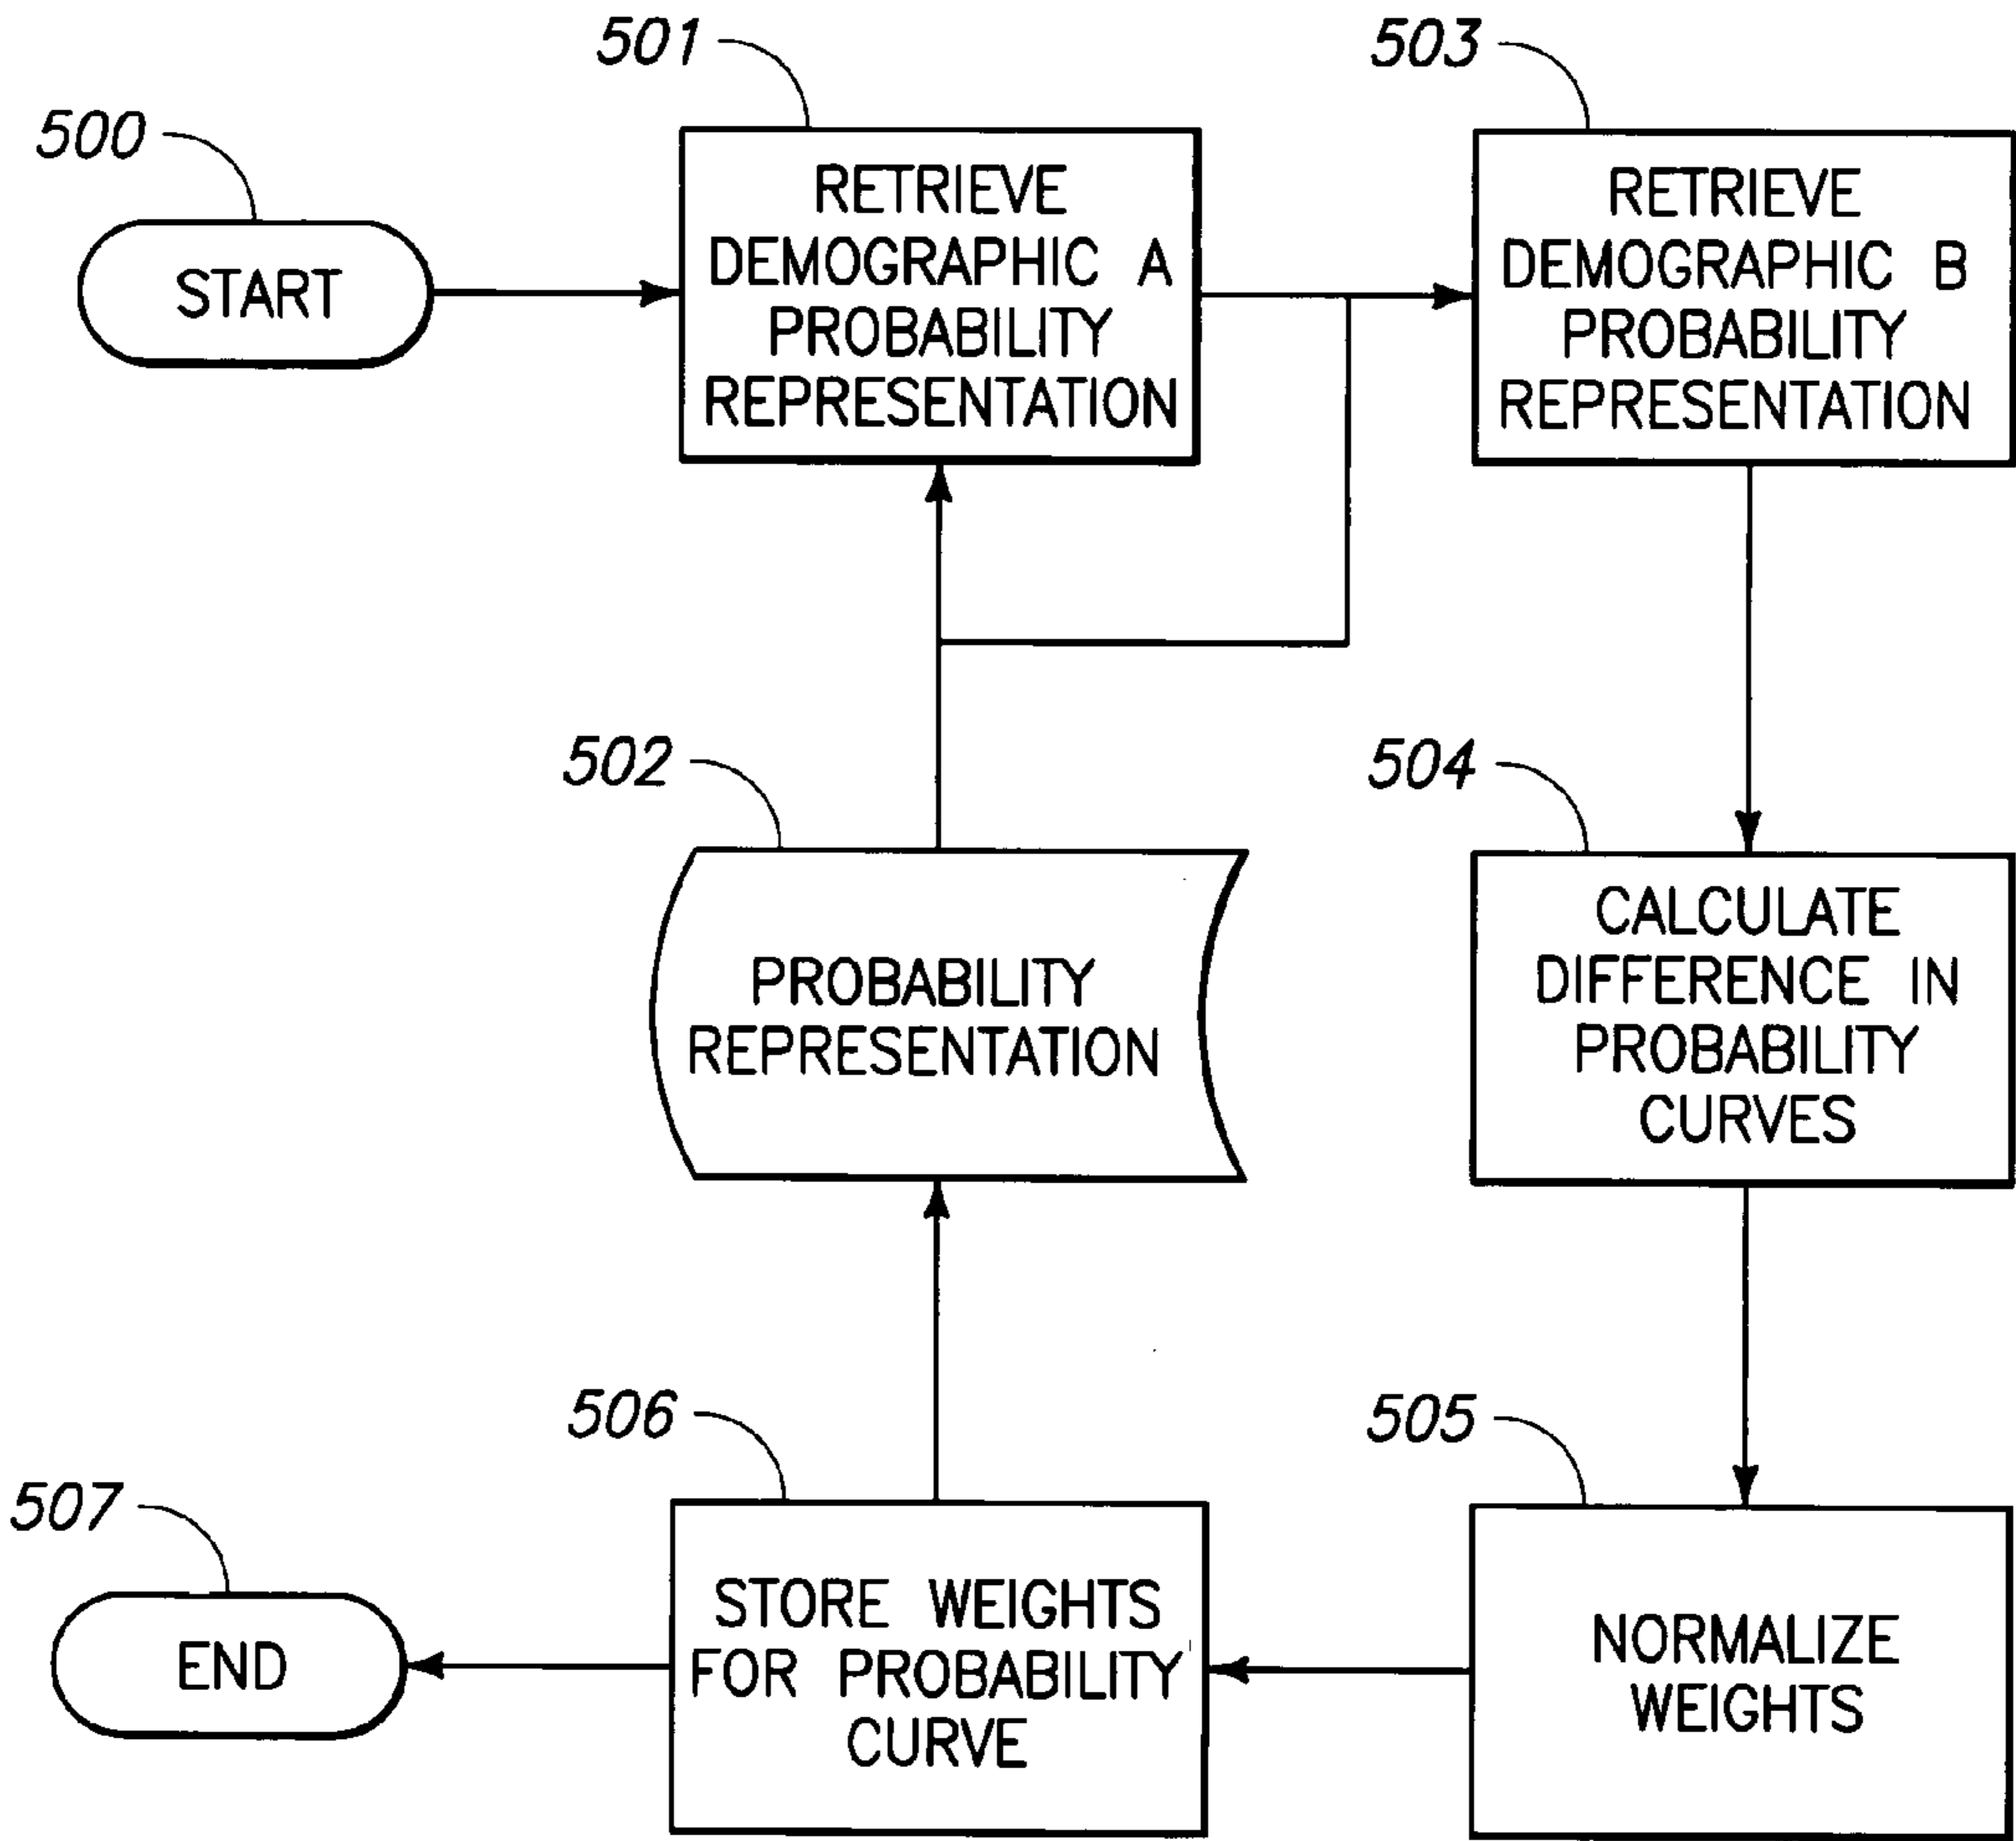 501
503
500
START
RETRIEVE
DEMOGRAPHIC A
PROBABILITY
REPRESENTATION
RETRIEVE
DEMOGRAPHIC B
PROBABILITY
REPRESENTATION
502
504
PROBABILITY
REPRESENTATION
CALCULATE
DIFFERENCE IN
PROBABILITY
CURVES
506
505
507
END
STORE WEIGHTS
FOR PROBABILITY
CURVE
NORMALIZE
WEIGHTS